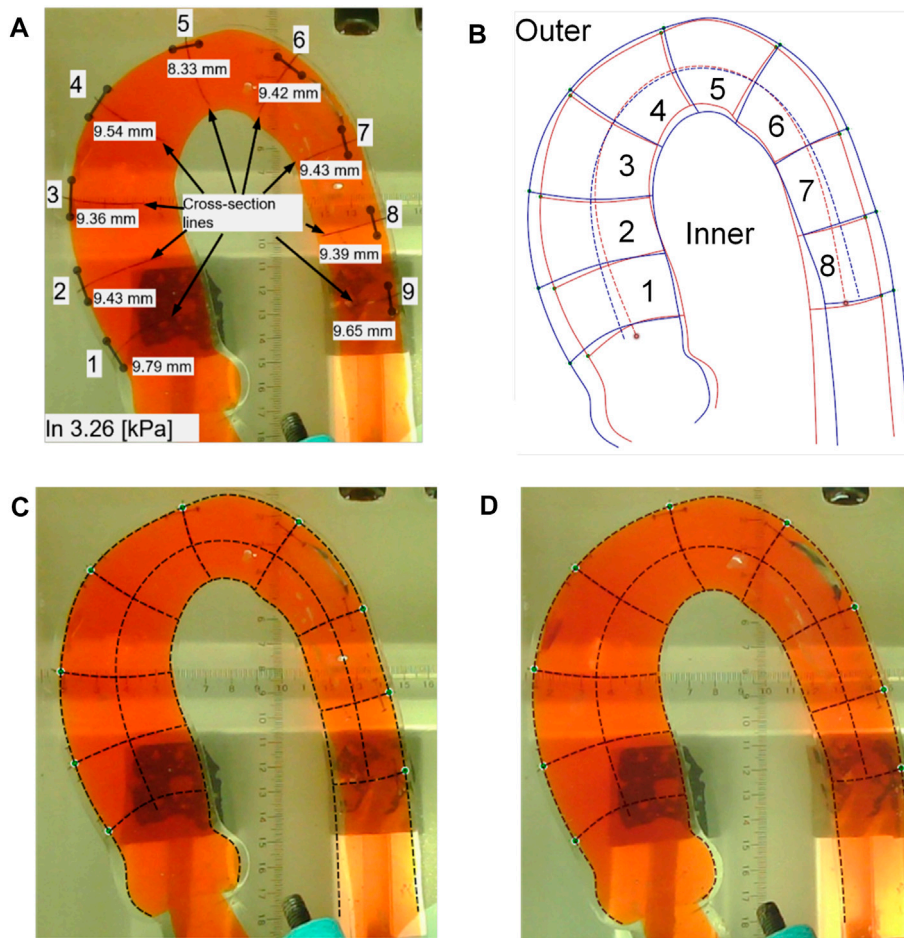 A
5
6
8.33 mm
9.42 mm
4
9.54 mm
7
9.43 mm
3
9.36 mm
Cross-section
lines
8
9.39 mm
2
9.43 mm
9
9.65 mm
1
9.79 mm
In 3.26 [kPa]
B
Outer
5
4
6
3
7
2
Inner
8
1
C
D